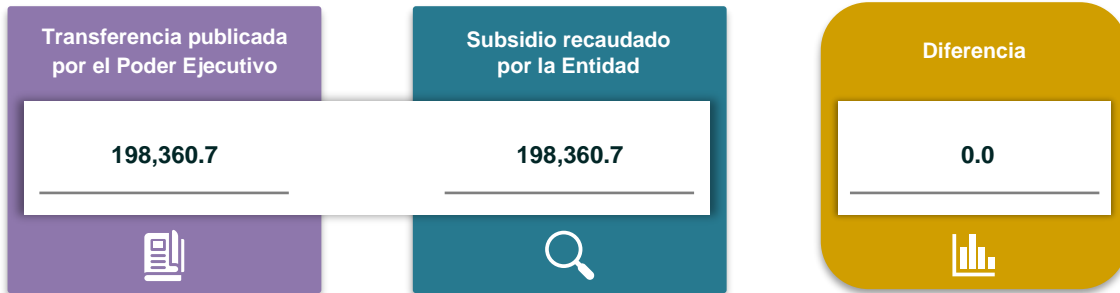 Transferencia publicada
por el Poder Ejecutivo
198,360.7
Subsidio recaudado
por la Entidad
198,360.7
Diferencia
0.0